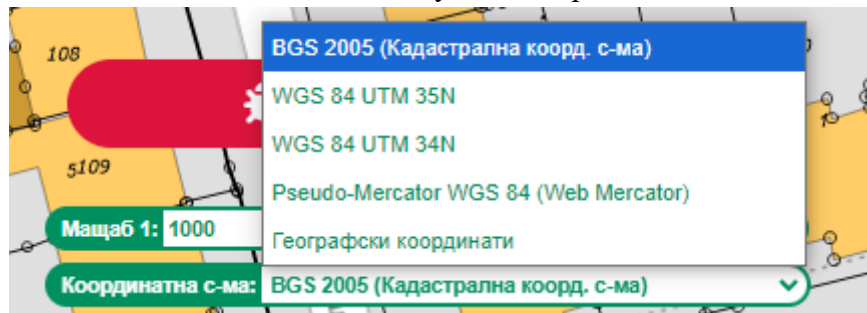 108
BGS 2005 (Кадастрална коорд. с-ма)
WGS 84 UTM 35N
WGS 84 UTM 34N
5109
Pseudo-Mercator WGS 84 (Web Mercator)
Мащаб 1: 1000
Географски координати
Координатна с-ма: BGS 2005 (Кадастрална коорд. с-ма)